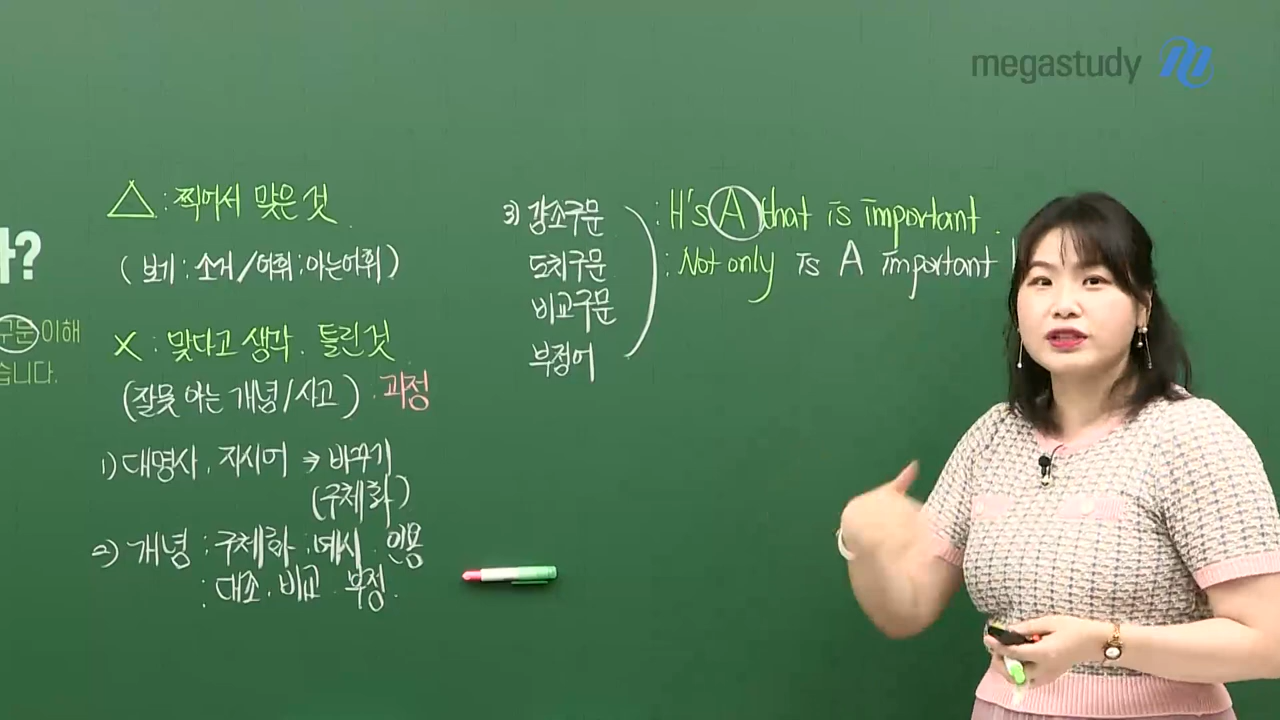 megastudy
까?
구문 이해
습니다.
△ : 찍어서 맞은 것
(보기 : 소거/어휘 : 아는어휘)
X : 맞다고 생각. 틀린 것
(잘못 아는 개념/사고). 과정
1) 대명사. 지시어 → 바꾸기
(구체화)
2) 개념 : 구체화. 예시. 인용
: 대조. 비교. 부정.
3) 강조구문
도치구문
비교구문
부정어
: It's A that is important.
: Not only is A important